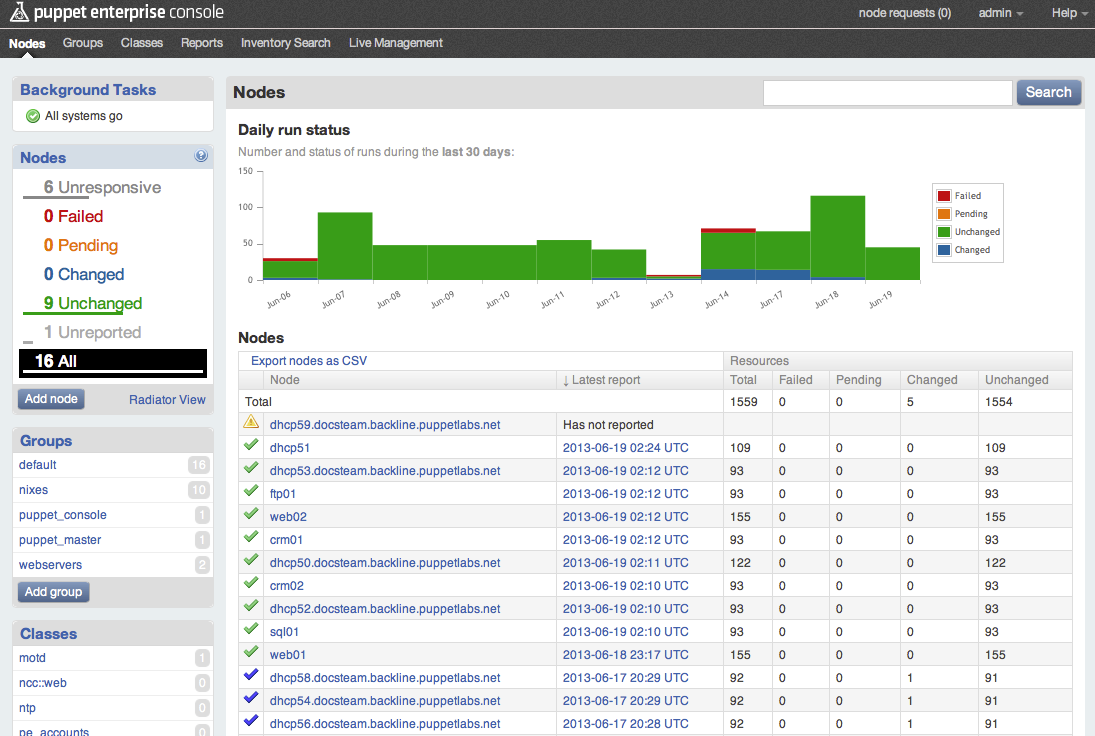 puppet enterprise console
node requests (0) admin Help
Nodes Groups Classes Reports Inventory Search Live Management
Background Tasks
All systems go
Nodes
6 Unresponsive
0 Failed
0 Pending
0 Changed
9 Unchanged
1 Unreported
16 All
Add node Radiator View
Groups
default 16
nixes 10
puppet_console 1
puppet_master 1
webservers 2
Add group
Classes
motd 1
ncc::web 0
ntp 0
pe_accounts 0
Nodes
Search
Daily run status
Number and status of runs during the last 30 days:
150
100
50
0
Jun-06 Jun-07 Jun-08 Jun-09 Jun-10 Jun-11 Jun-12 Jun-13 Jun-14 Jun-17 Jun-18 Jun-19
Failed
Pending
Unchanged
Changed
Nodes
Export nodes as CSV Resources
Node ↓ Latest report Total Failed Pending Changed Unchanged
Total 1559 0 0 5 1554
dhcp59.docsteam.backline.puppetlabs.net Has not reported
dhcp51 2013-06-19 02:24 UTC 109 0 0 0 109
dhcp53.docsteam.backline.puppetlabs.net 2013-06-19 02:12 UTC 93 0 0 0 93
ftp01 2013-06-19 02:12 UTC 93 0 0 0 93
web02 2013-06-19 02:12 UTC 155 0 0 0 155
crm01 2013-06-19 02:12 UTC 93 0 0 0 93
dhcp50.docsteam.backline.puppetlabs.net 2013-06-19 02:11 UTC 122 0 0 0 122
crm02 2013-06-19 02:10 UTC 93 0 0 0 93
dhcp52.docsteam.backline.puppetlabs.net 2013-06-19 02:10 UTC 93 0 0 0 93
sql01 2013-06-19 02:10 UTC 93 0 0 0 93
web01 2013-06-18 23:17 UTC 155 0 0 0 155
dhcp58.docsteam.backline.puppetlabs.net 2013-06-17 20:29 UTC 92 0 0 1 91
dhcp54.docsteam.backline.puppetlabs.net 2013-06-17 20:29 UTC 92 0 0 1 91
dhcp56.docsteam.backline.puppetlabs.net 2013-06-17 20:28 UTC 92 0 0 1 91